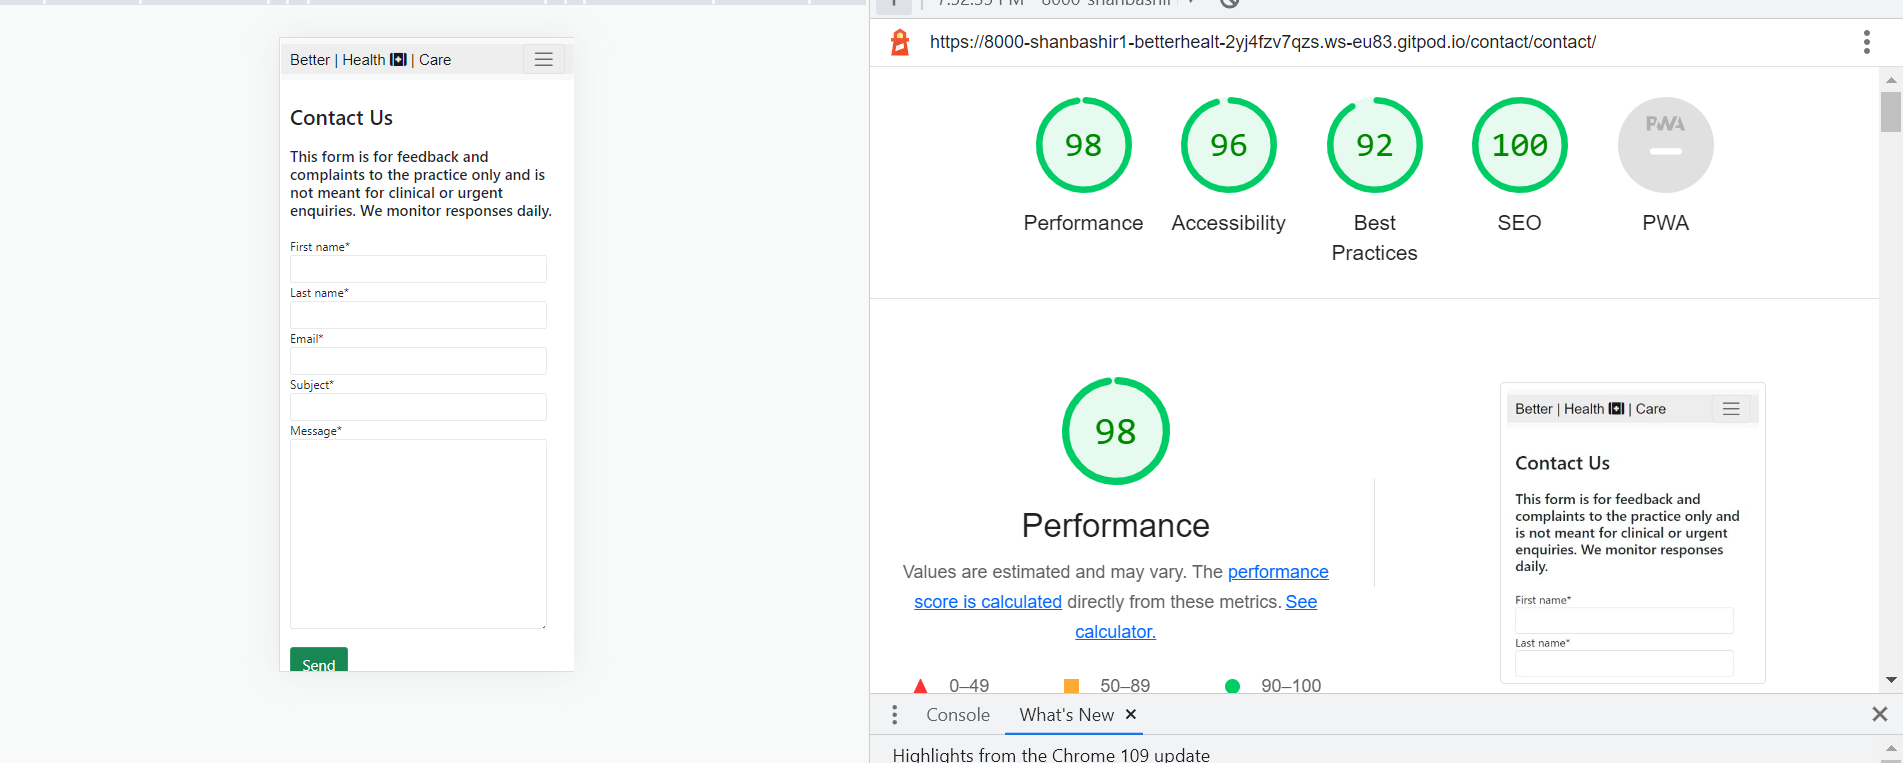 Better | Health | Care
Contact Us
This form is for feedback and
complaints to the practice only and is
not meant for clinical or urgent
enquiries. We monitor responses daily.
First name*
Last name*
Email*
Subject*
Message*
Send
https://8000-shanbashir1-betterhealt-2yj4fzv7qzs.ws-eu83.gitpod.io/contact/contact/
98
96
92
100
PWA
Performance
Accessibility
Best
Practices
SEO
PWA
98
Performance
Values are estimated and may vary. The performance
score is calculated directly from these metrics. See
calculator.
0–49
50–89
90–100
Better | Health | Care
Contact Us
This form is for feedback and
complaints to the practice only and
is not meant for clinical or urgent
enquiries. We monitor responses
daily.
First name*
Last name*
Console
What's New
Highlights from the Chrome 109 update